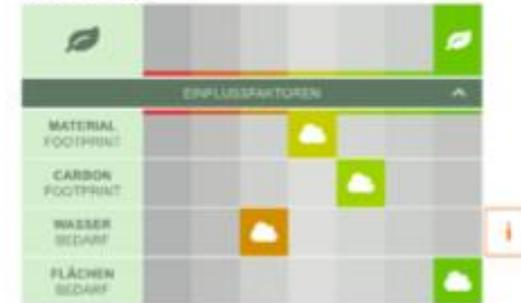 EINFLUSSFAKTOREN
MATERIAL
FOOTPRINT
CARBON
FOOTPRINT
WASSER
BEDARF
i
FLÄCHEN
BEDARF